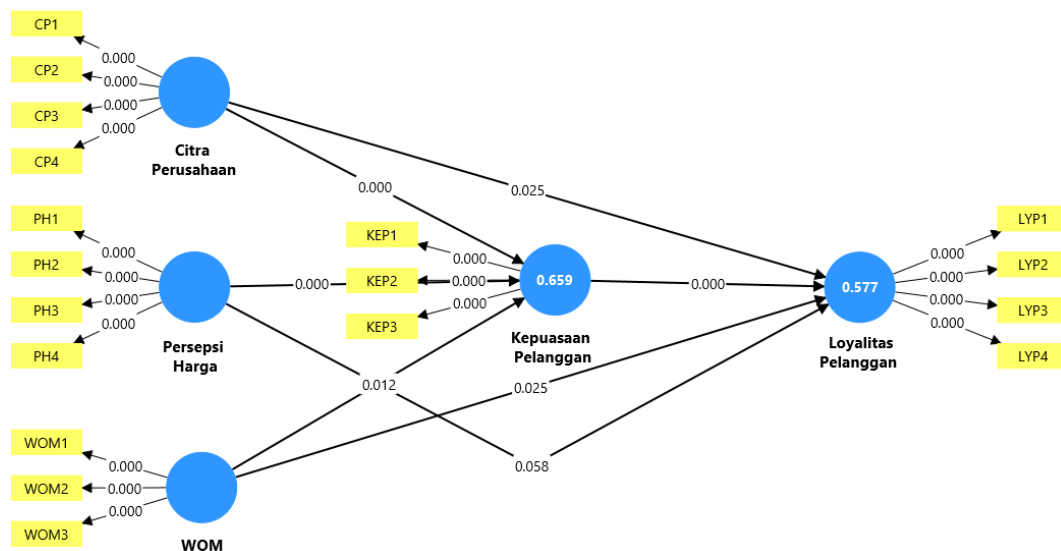 CP1
0.000
CP2
0.000
CP3
0.000
CP4
0.000
Citra
Perusahaan
0.000
0.025
PH1
0.000
PH2
0.000
PH3
0.000
PH4
0.000
Persepsi
Harga
0.000
KEP1
0.000
KEP2
0.000
KEP3
0.000
0.659
Kepuasaan
Pelanggan
0.000
0.577
Loyalitas
Pelanggan
LYP1
0.000
LYP2
0.000
LYP3
0.000
LYP4
0.000
0.012
0.025
0.058
WOM1
0.000
WOM2
0.000
WOM3
0.000
WOM